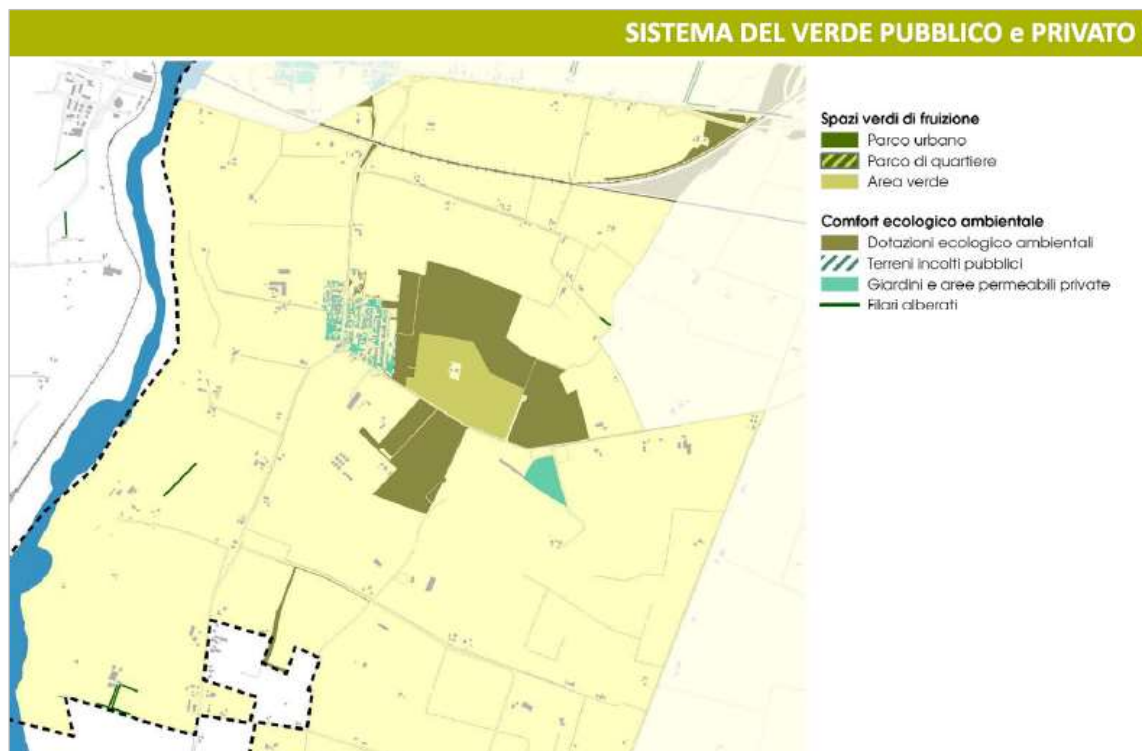 SISTEMA DEL VERDE PUBBLICO e PRIVATO
Spazi verdi di fruizione
Parco urbano
Parco di quartiere
Area verde
Comfort ecologico ambientale
Dotazioni ecologico ambientali
Terreni incolti pubblici
Giardini e aree permeabili private
Filari alberati